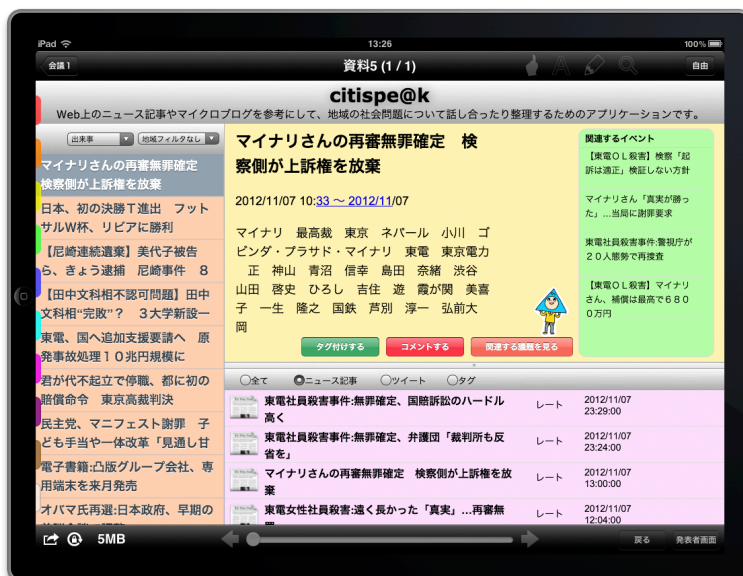 iPad
13:26
100%
会議1
資料5 (1 / 1)
自由
citispe@k
Web上のニュース記事やマイクロブログを参考にして、地域の社会問題について話し合ったり整理するためのアプリケーションです。
出来事
地域フィルタなし
マイナリさんの再審無罪確定
検察側が上訴権を放棄
日本、初の決勝Ｔ進出　フット
サルＷ杯、リビアに勝利
【尼崎連続遺棄】美代子被告
ら、きょう逮捕　尼崎事件　８
【田中文科相不認可問題】田中
文科相“完敗”？　３大学新設一
東電、国へ追加支援要請へ　原
発事故処理１０兆円規模に
君が代不起立で停職、都に初の
賠償命令　東京高裁判決
民主党、マニフェスト謝罪　子
ども手当や一体改革「見通し甘
電子書籍:凸版グループ会社、専
用端末を来月発売
オバマ氏再選:日本政府、早期の
マイナリさんの再審無罪確定　検
察側が上訴権を放棄
2012/11/07 10:33 ～ 2012/11/07
マイナリ　最高裁　東京　ネパール　小川　ゴ
ビンダ・プラサド・マイナリ　東電　東京電力
正　神山　青沼　信幸　島田　奈緒　渋谷
山田　啓史　ひろし　吉住　遊　霞が関　美喜
子　一生　隆之　国鉄　芦別　淳一　弘前大
岡
タグ付けする
コメントする
関連する議題を見る
関連するイベント
【東電ＯＬ殺害】検察「起
訴は適正」検証しない方針
マイナリさん「真実が勝っ
た」…当局に謝罪要求
東電社員殺害事件:警視庁が
２０人態勢で再捜査
【東電ＯＬ殺害】マイナリ
さん、補償は最高で６８０
０万円
全て
ニュース記事
ツイート
タグ
東電社員殺害事件:無罪確定、国賠訴訟のハードル
高く
レート
2012/11/07
23:29:00
東電社員殺害事件:無罪確定、弁護団「裁判所も反
省を」
レート
2012/11/07
23:24:00
マイナリさんの再審無罪確定　検察側が上訴権を放
棄
レート
2012/11/07
13:00:00
東電女性社員殺害:遠く長かった「真実」…再審無
レート
2012/11/07
12:04:00
5MB
戻る
発表者画面